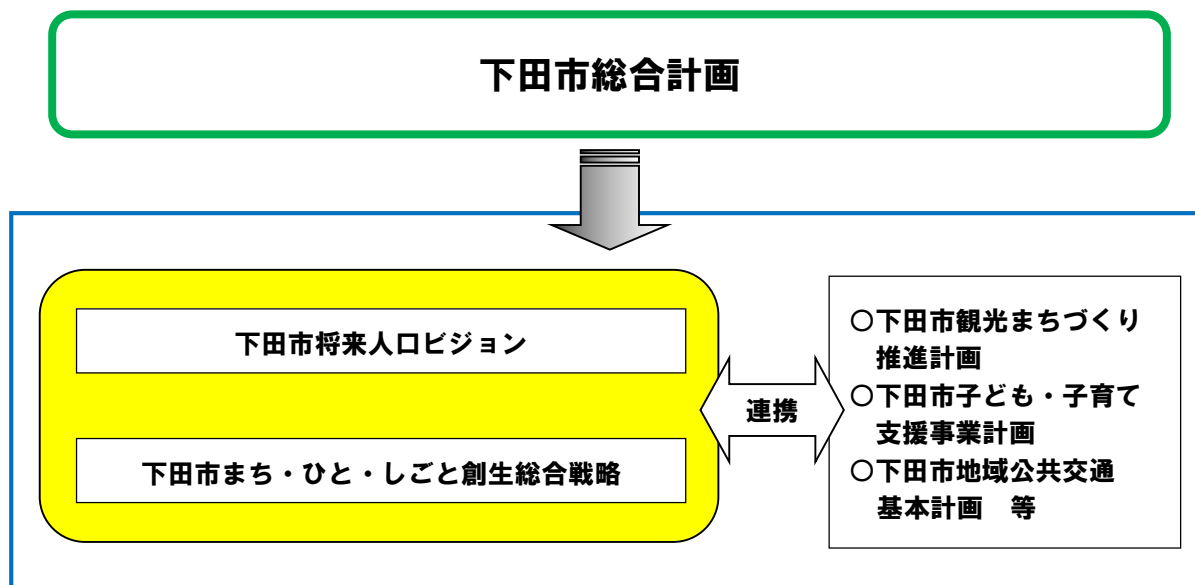 下田市総合計画
下田市将来人口ビジョン
下田市まち・ひと・しごと創生総合戦略
連携
〇下田市観光まちづくり
推進計画
〇下田市子ども・子育て
支援事業計画
〇下田市地域公共交通
基本計画　等